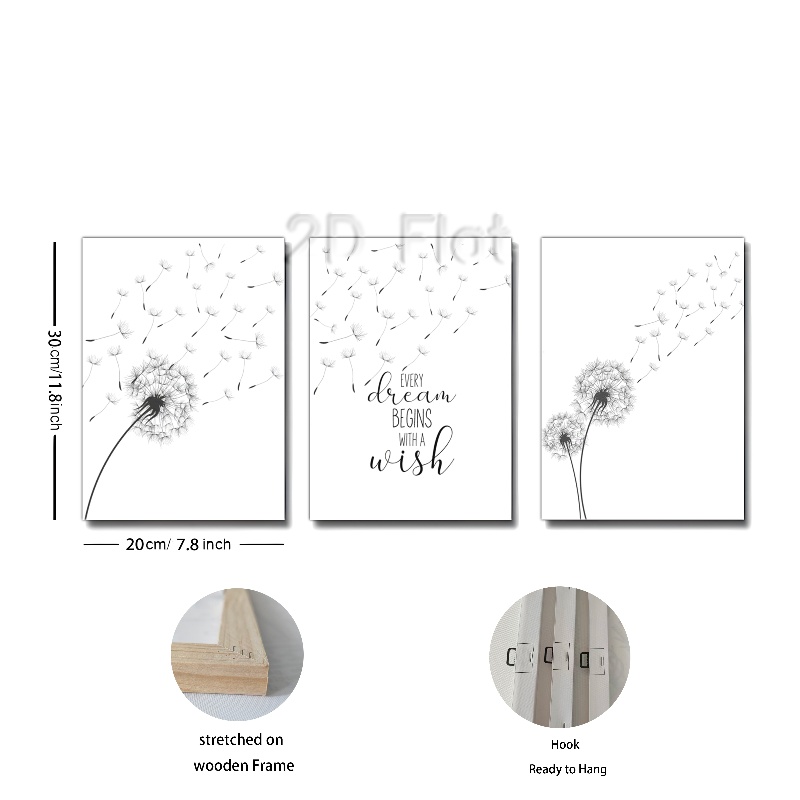 2D Flat
30cm/11.8inch
EVERY
dream
BEGINS
WITH A
wish
20cm/ 7.8 inch
stretched on
wooden Frame
Hook
Ready to Hang